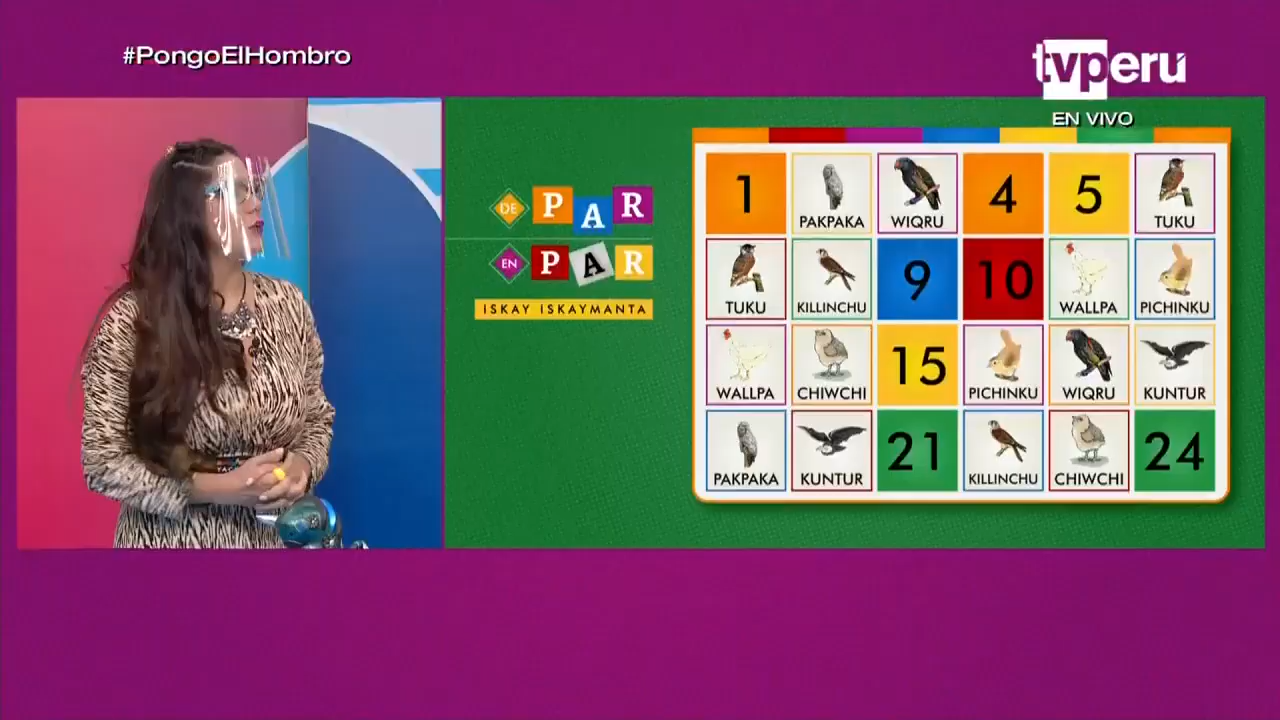 #PongoElHombro
tvperú
EN VIVO
DE PAR
EN PAR
ISKAY ISKAYMANTA
1 PAKPAKA WIQRU 4 5 TUKU
TUKU KILLINCHU 9 10 WALLPA PICHINKU
WALLPA CHIWCHI 15 PICHINKU WIQRU KUNTUR
PAKPAKA KUNTUR 21 KILLINCHU CHIWCHI 24